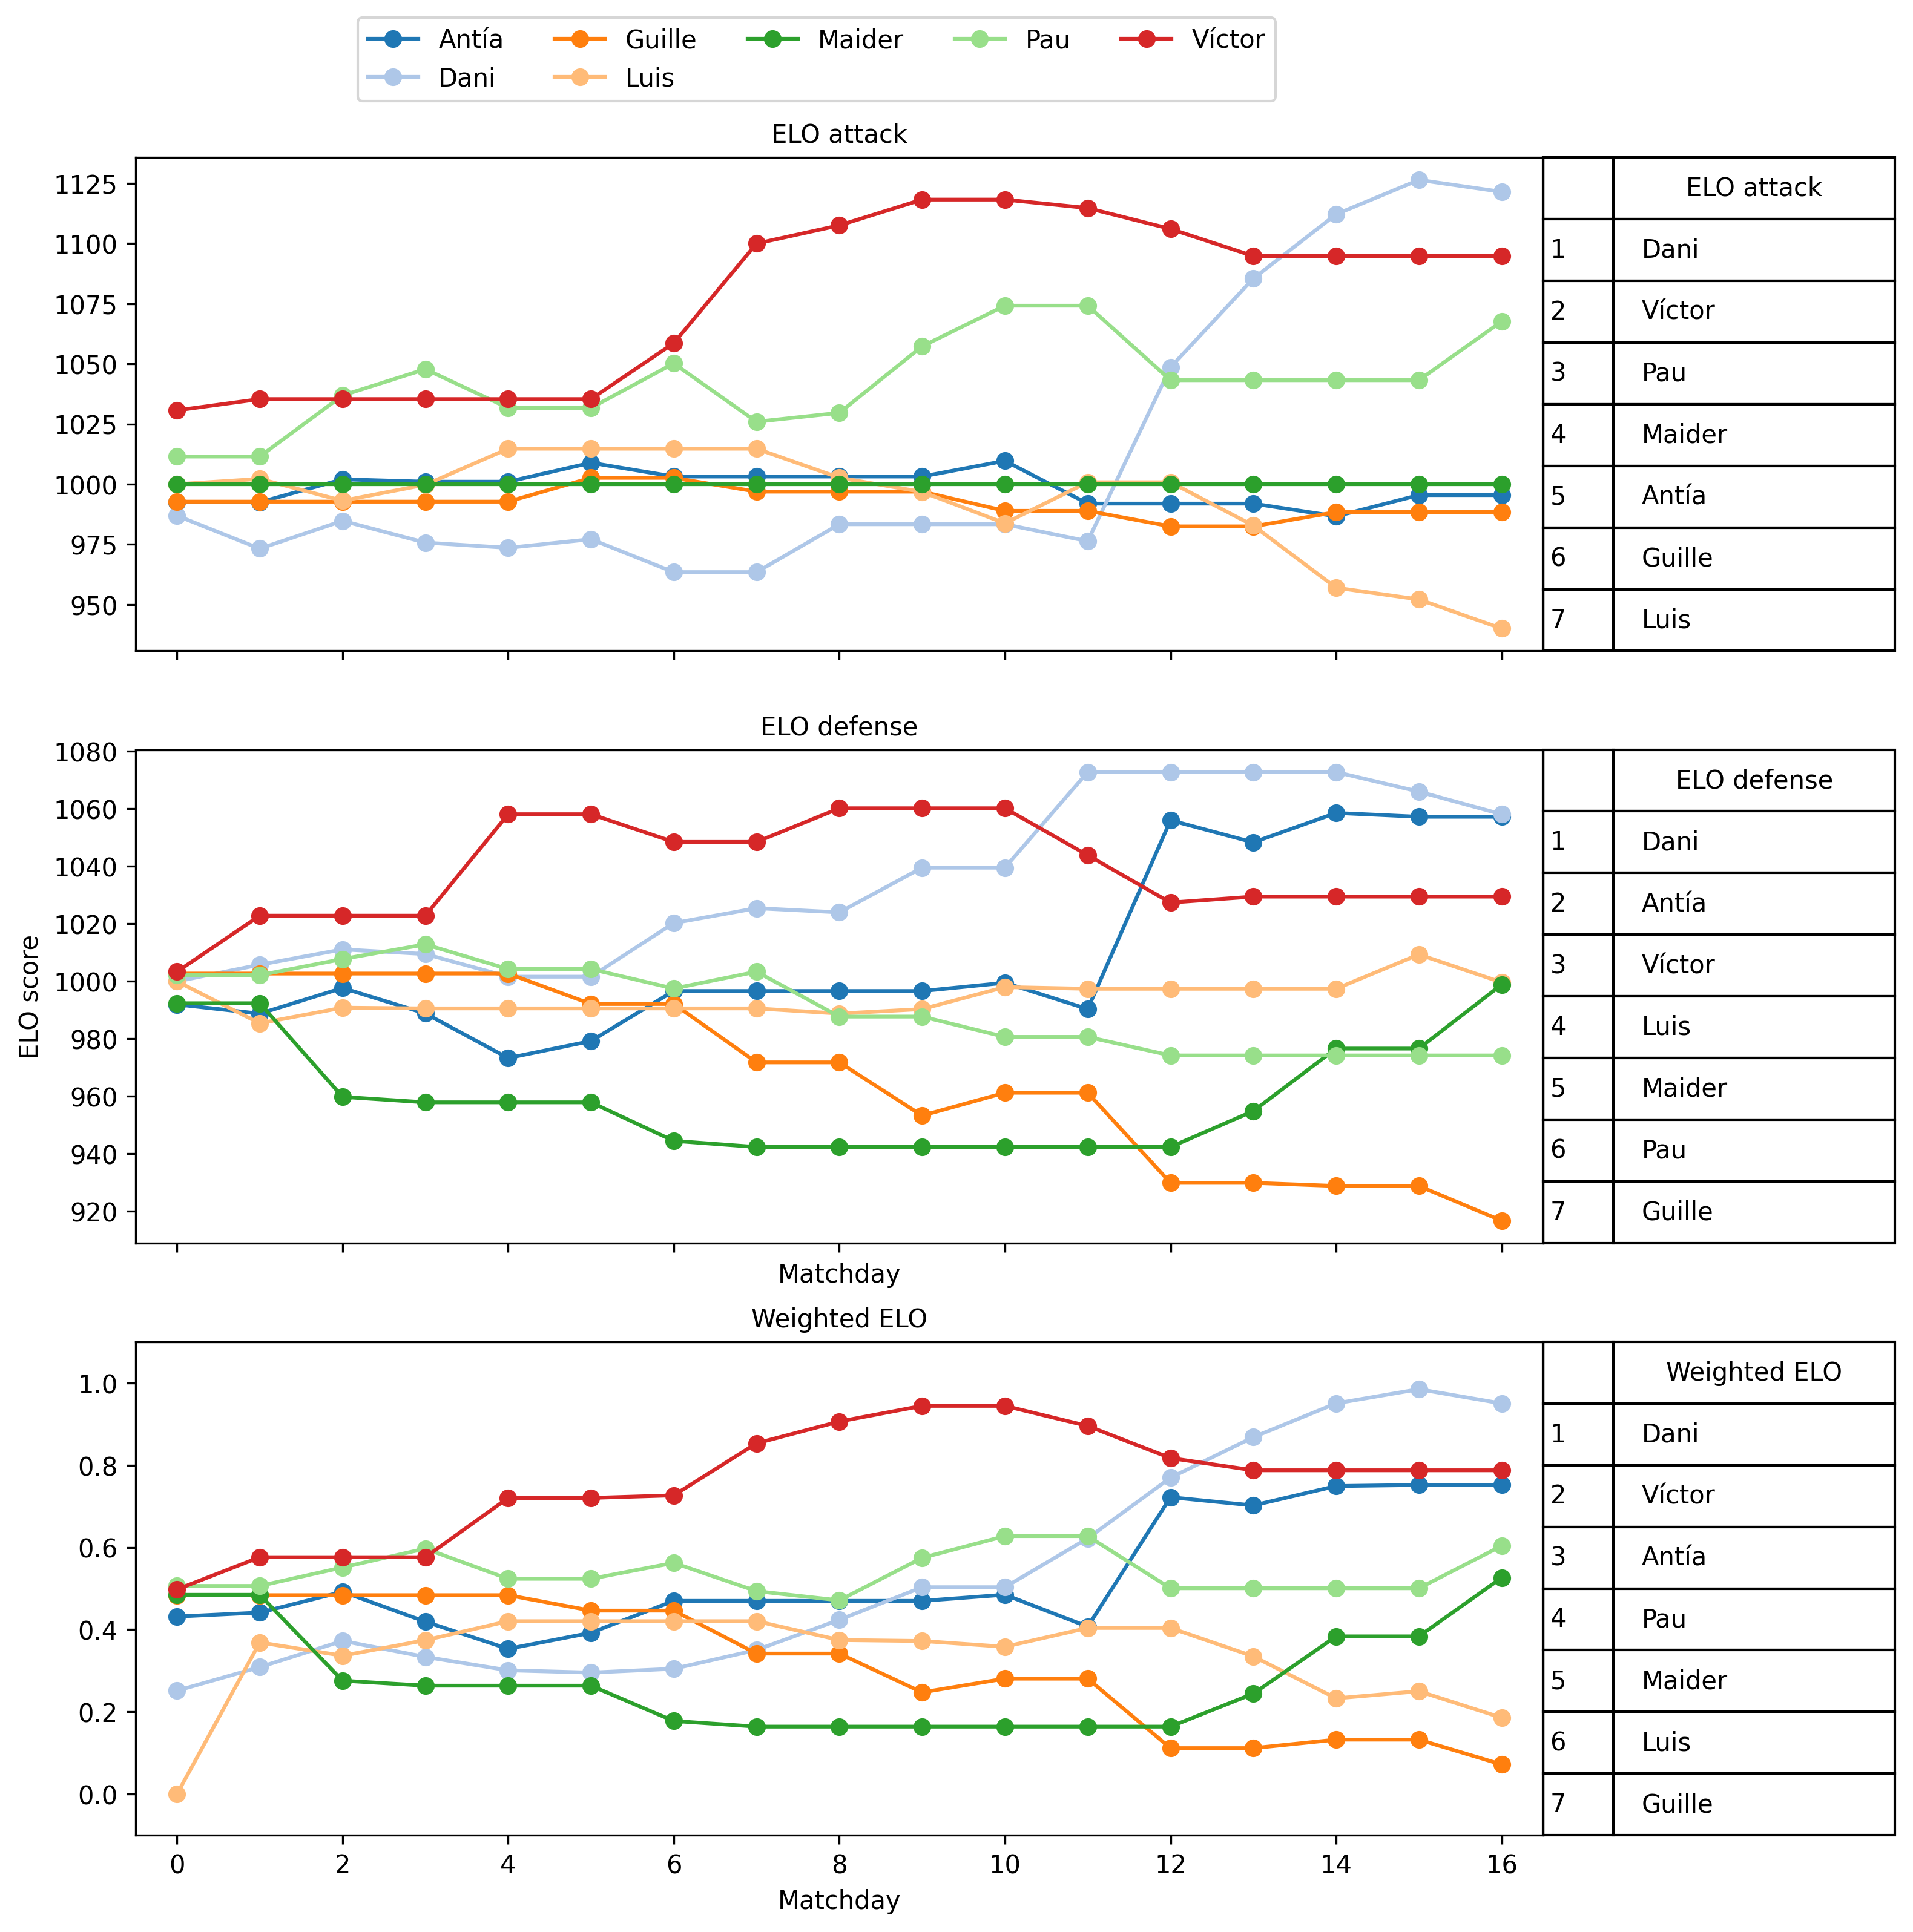 Antía Guille Maider Pau Víctor
Dani Luis
ELO attack
1125
1100
1075
1050
1025
1000
975
950
ELO attack
1 Dani
2 Víctor
3 Pau
4 Maider
5 Antía
6 Guille
7 Luis
ELO defense
ELO score
1080
1060
1040
1020
1000
980
960
940
920
Matchday
ELO defense
1 Dani
2 Antía
3 Víctor
4 Luis
5 Maider
6 Pau
7 Guille
Weighted ELO
1.0
0.8
0.6
0.4
0.2
0.0
0 2 4 6 8 10 12 14 16
Matchday
Weighted ELO
1 Dani
2 Víctor
3 Antía
4 Pau
5 Maider
6 Luis
7 Guille